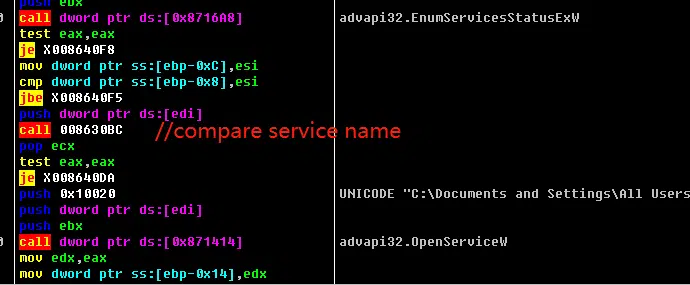 call dword ptr ds:[0x8716A8] advapi32.EnumServicesStatusExW
test eax,eax
je X008640F8
mov dword ptr ss:[ebp-0xC],esi
cmp dword ptr ss:[ebp-0x8],esi
jbe X008640F5
push dword ptr ds:[edi]
call 008630BC //compare service name
pop ecx
test eax,eax
je X008640DA
push 0x10020 UNICODE "C:\Documents and Settings\All Users
push dword ptr ds:[edi]
push ebx
call dword ptr ds:[0x871414] advapi32.OpenServiceW
mov edx,eax
mov dword ptr ss:[ebp-0x14],edx